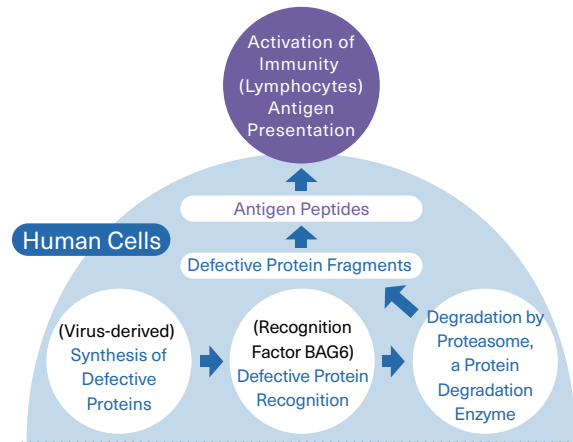 Activation of
Immunity
(Lymphocytes)
Antigen
Presentation
Antigen Peptides
Human Cells
Defective Protein Fragments
(Virus-derived)
Synthesis of
Defective
Proteins
(Recognition
Factor BAG6)
Defective Protein
Recognition
Degradation by
Proteasome,
a Protein
Degradation
Enzyme